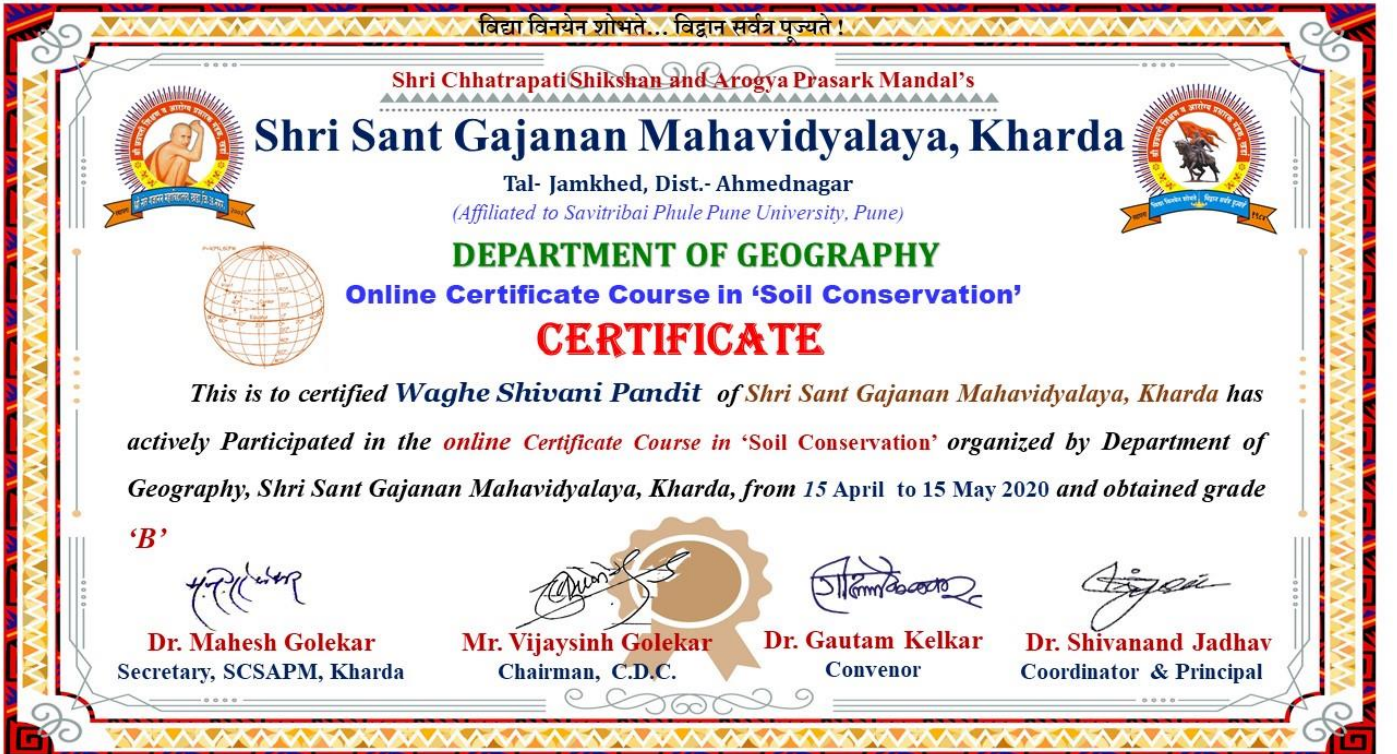 विद्या विनयेन शोभते... विद्वान सर्वत्र पूज्यते !
Shri Chhatrapati Shikshan and Arogya Prasark Mandal's
Shri Sant Gajanan Mahavidyalaya, Kharda
Tal- Jamkhed, Dist.- Ahmednagar
(Affiliated to Savitribai Phule Pune University, Pune)
DEPARTMENT OF GEOGRAPHY
Online Certificate Course in ‘Soil Conservation’
CERTIFICATE
This is to certified Waghe Shivani Pandit of Shri Sant Gajanan Mahavidyalaya, Kharda has
actively Participated in the online Certificate Course in ‘Soil Conservation’ organized by Department of
Geography, Shri Sant Gajanan Mahavidyalaya, Kharda, from 15 April to 15 May 2020 and obtained grade
‘B’
Dr. Mahesh Golekar
Secretary, SCSAPM, Kharda
Mr. Vijaysinh Golekar
Chairman, C.D.C.
Dr. Gautam Kelkar
Convenor
Dr. Shivanand Jadhav
Coordinator & Principal